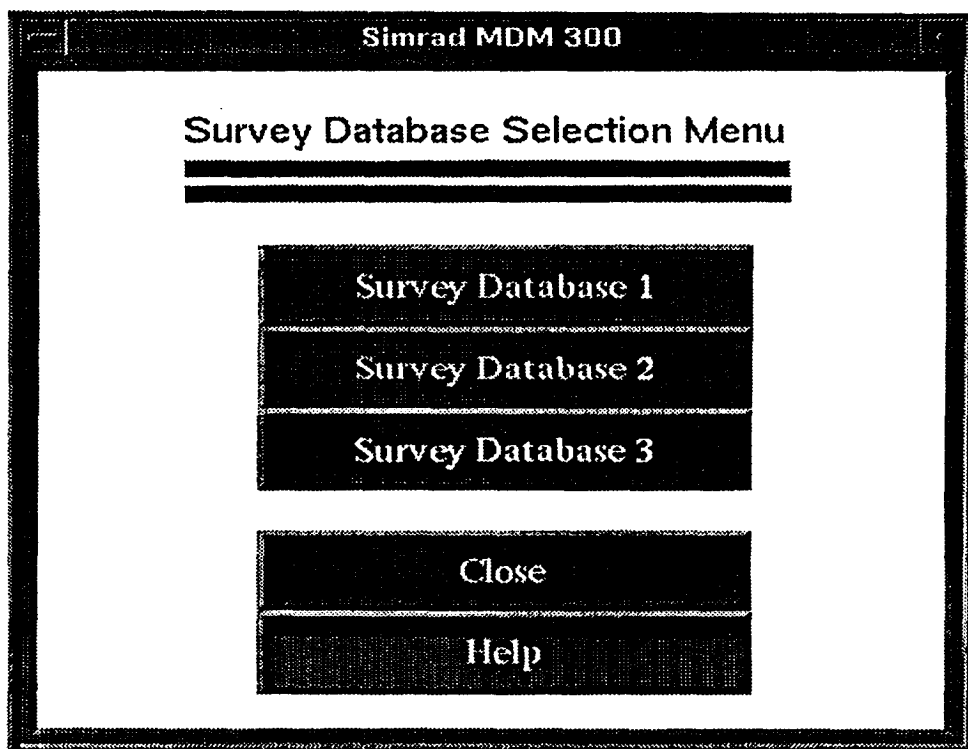 Simrad MDM 300
Survey Database Selection Menu
Survey Database 1
Survey Database 2
Survey Database 3
Close
Help